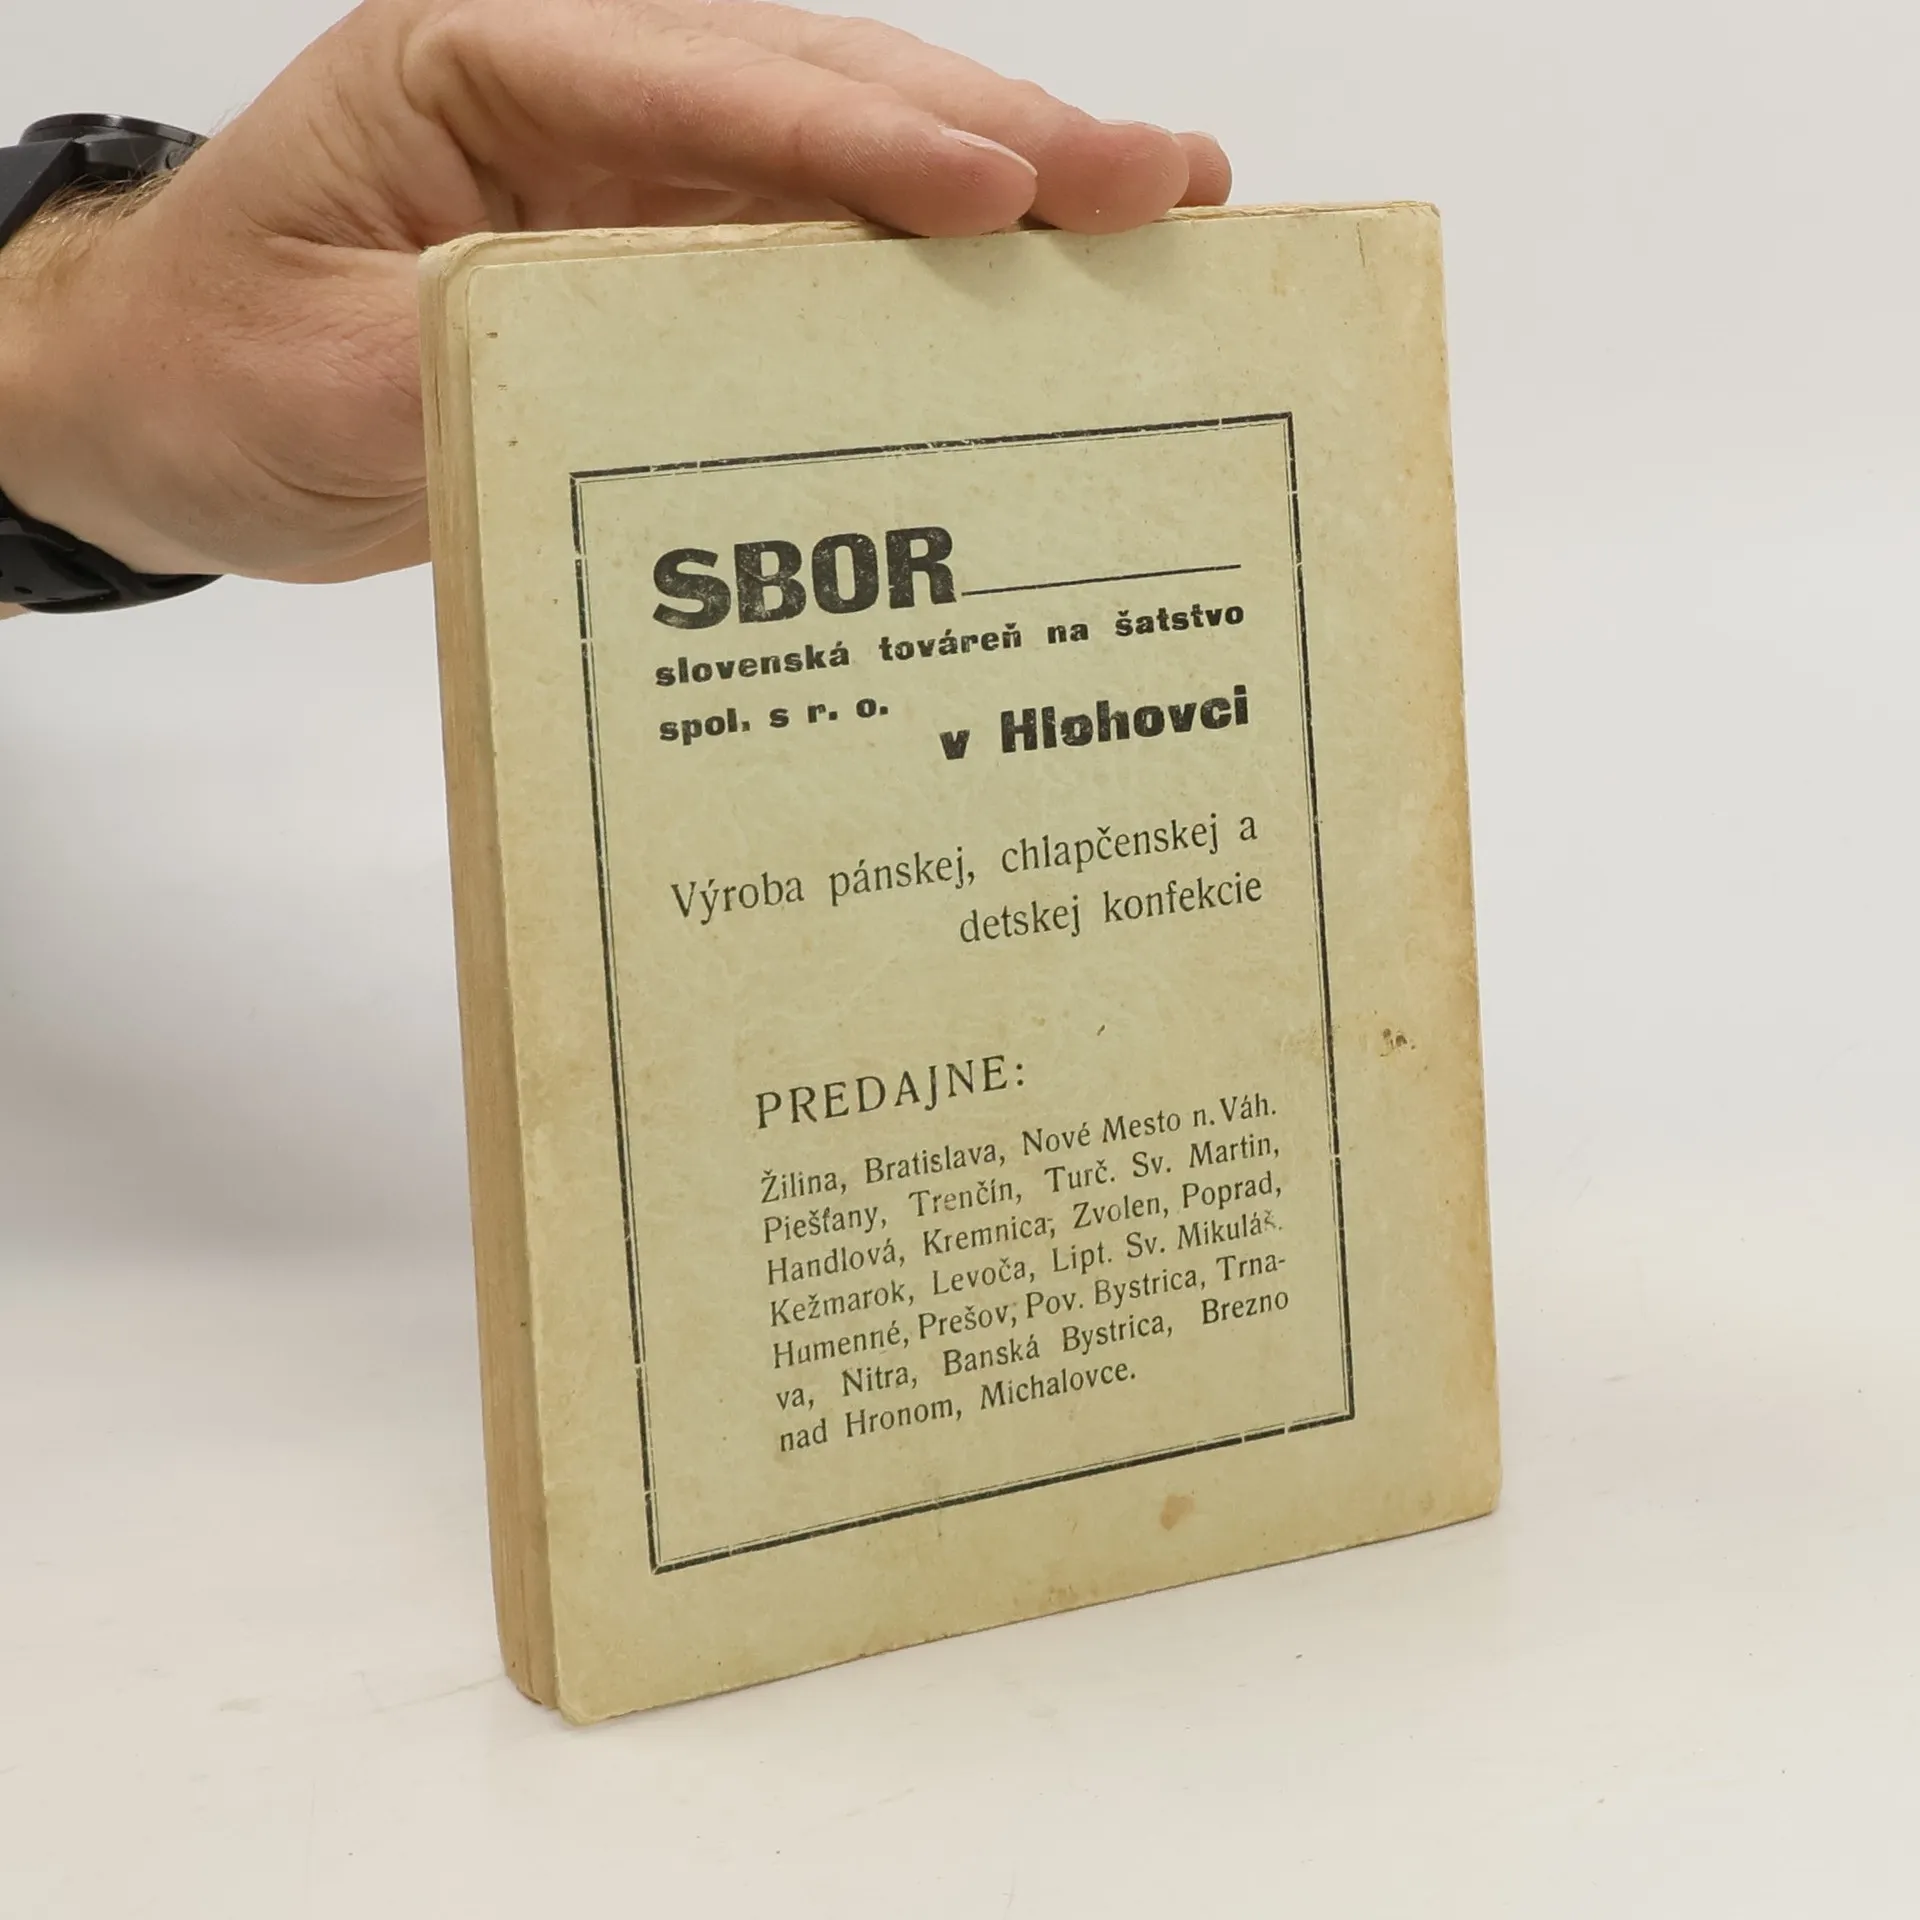 SBOR
slovenská továreň na šatstvo
spol. s r. o.
v Hlohovci
Výroba pánskej, chlapčenskej a
detskej konfekcie
PREDAJNE:
Žilina, Bratislava, Nové Mesto n. Váh.
Piešťany, Trenčín, Turč. Sv. Martin,
Handlová, Kremnica, Zvolen, Poprad,
Kežmarok, Levoča, Lipt. Sv. Mikuláš.
Humenné, Prešov, Pov. Bystrica, Trna-
va, Nitra, Banská Bystrica, Brezno
nad Hronom, Michalovce.